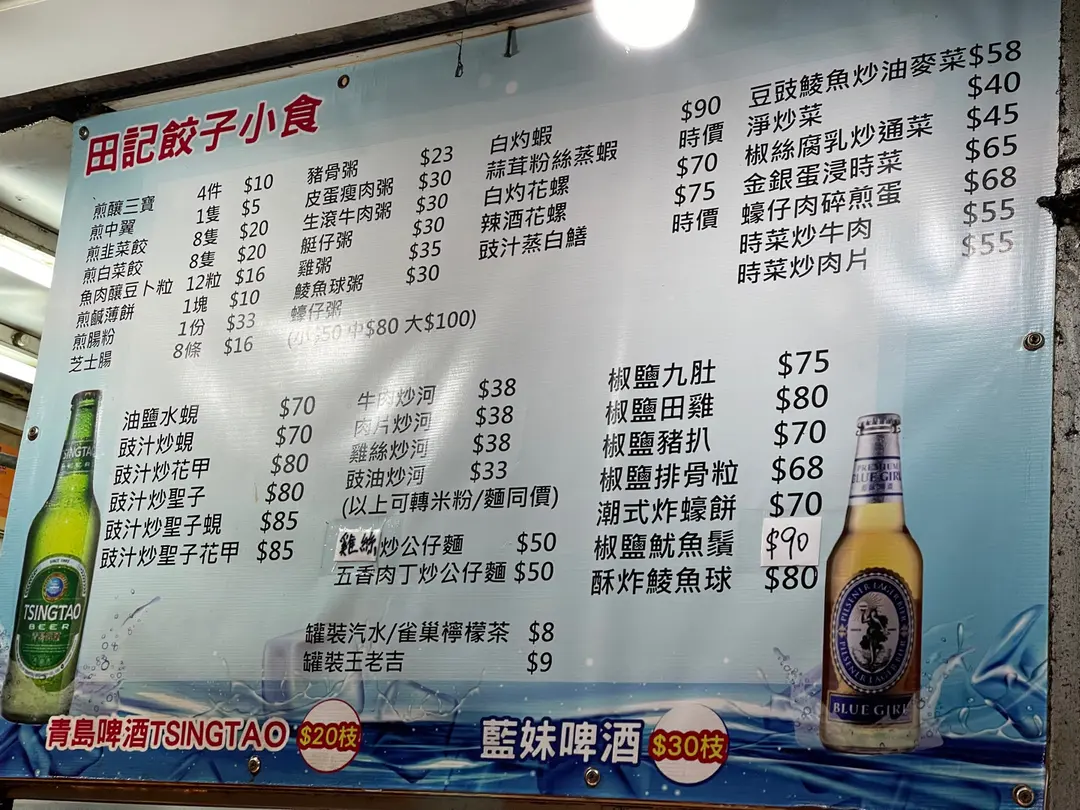 田記餃子小食
煎釀三寶 4件 $10
煎中翼 1隻 $5
煎韭菜餃 8隻 $20
煎白菜餃 8隻 $20
魚肉釀豆卜粒 12粒 $16
煎鹹薄餅 1塊 $10
煎腸粉 1份 $33
芝士腸 8條 $16
豬骨粥 $23
皮蛋瘦肉粥 $30
生滾牛肉粥 $30
艇仔粥 $30
雞粥 $35
鯪魚球粥 $30
蠔仔粥
(小$50 中$80 大$100)
白灼蝦 $90
蒜茸粉絲蒸蝦 時價
白灼花螺 $70
辣酒花螺 $75
豉汁蒸白鱔 時價
豆豉鯪魚炒油麥菜 $58
淨炒菜 $40
椒絲腐乳炒通菜 $45
金銀蛋浸時菜 $65
蠔仔肉碎煎蛋 $68
時菜炒牛肉 $55
時菜炒肉片 $55
油鹽水蜆 $70
豉汁炒蜆 $70
豉汁炒花甲 $80
豉汁炒聖子 $80
豉汁炒聖子蜆 $85
豉汁炒聖子花甲 $85
牛肉炒河 $38
肉片炒河 $38
雞絲炒河 $38
豉油炒河 $33
(以上可轉米粉/麵同價)
雞絲炒公仔麵 $50
五香肉丁炒公仔麵 $50
罐裝汽水/雀巢檸檬茶 $8
罐裝王老吉 $9
椒鹽九肚 $75
椒鹽田雞 $80
椒鹽豬扒 $70
椒鹽排骨粒 $68
潮式炸蠔餅 $70
椒鹽魷魚鬚 $90
酥炸鯪魚球 $80
TSINGTAO
TSINGTAO
BEER
PREMIUM
BLUE GIRL
PILSENER LAGER BIER
PILSENER LAGER BIER
BLUE GIRL
青島啤酒TSINGTAO $20枝
藍妹啤酒 $30枝